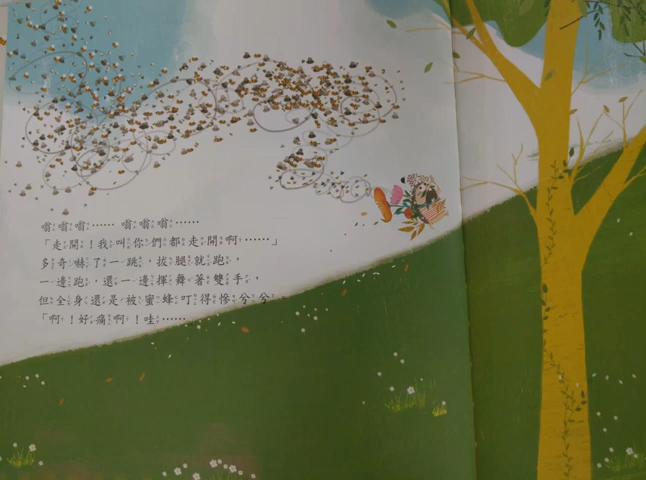 嗡嗡嗡⋯⋯ 嗡嗡嗡⋯⋯
「走開！我叫你們都走開啊⋯⋯」
多奇嚇了一跳，拔腿就跑，
一邊跑，還一邊揮舞著雙手，
但全身還是被蜜蜂叮得慘兮兮。
「啊！好痛啊！哇⋯⋯